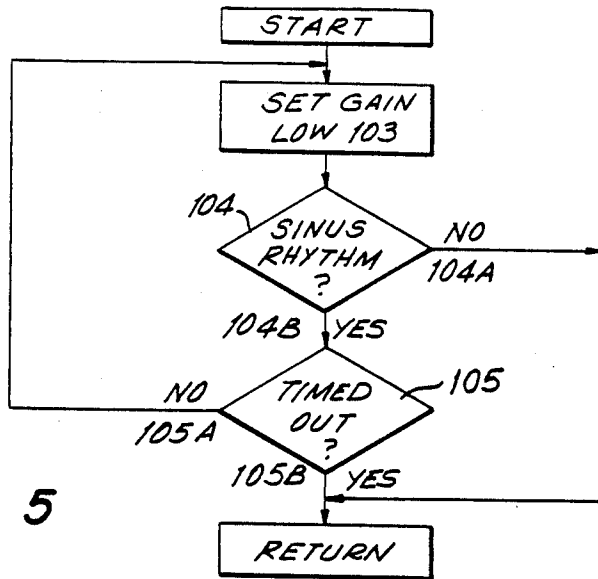 START
SET GAIN
LOW 103
104
SINUS
RHYTHM
?
NO
104A
104B YES
TIMED
OUT
?
105
NO
105A
105B YES
5
RETURN